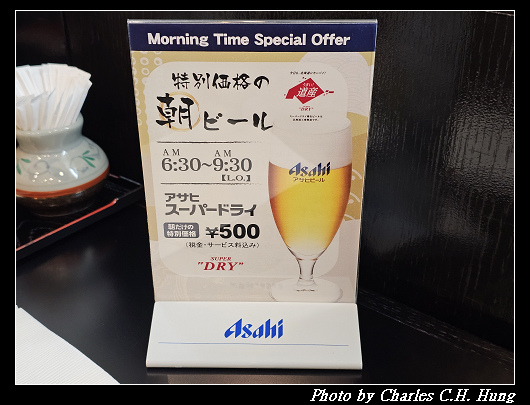 Morning Time Special Offer
特別価格の
朝ビール
道産
"DRY"
AM AM
6:30~9:30
【L.O.】
Asahi
アサヒビール
アサヒ
スーパードライ
朝だけの
特別価格
¥500
(税金・サービス料込み)
SUPER
"DRY"
Asahi
Photo by Charles C.H. Hung